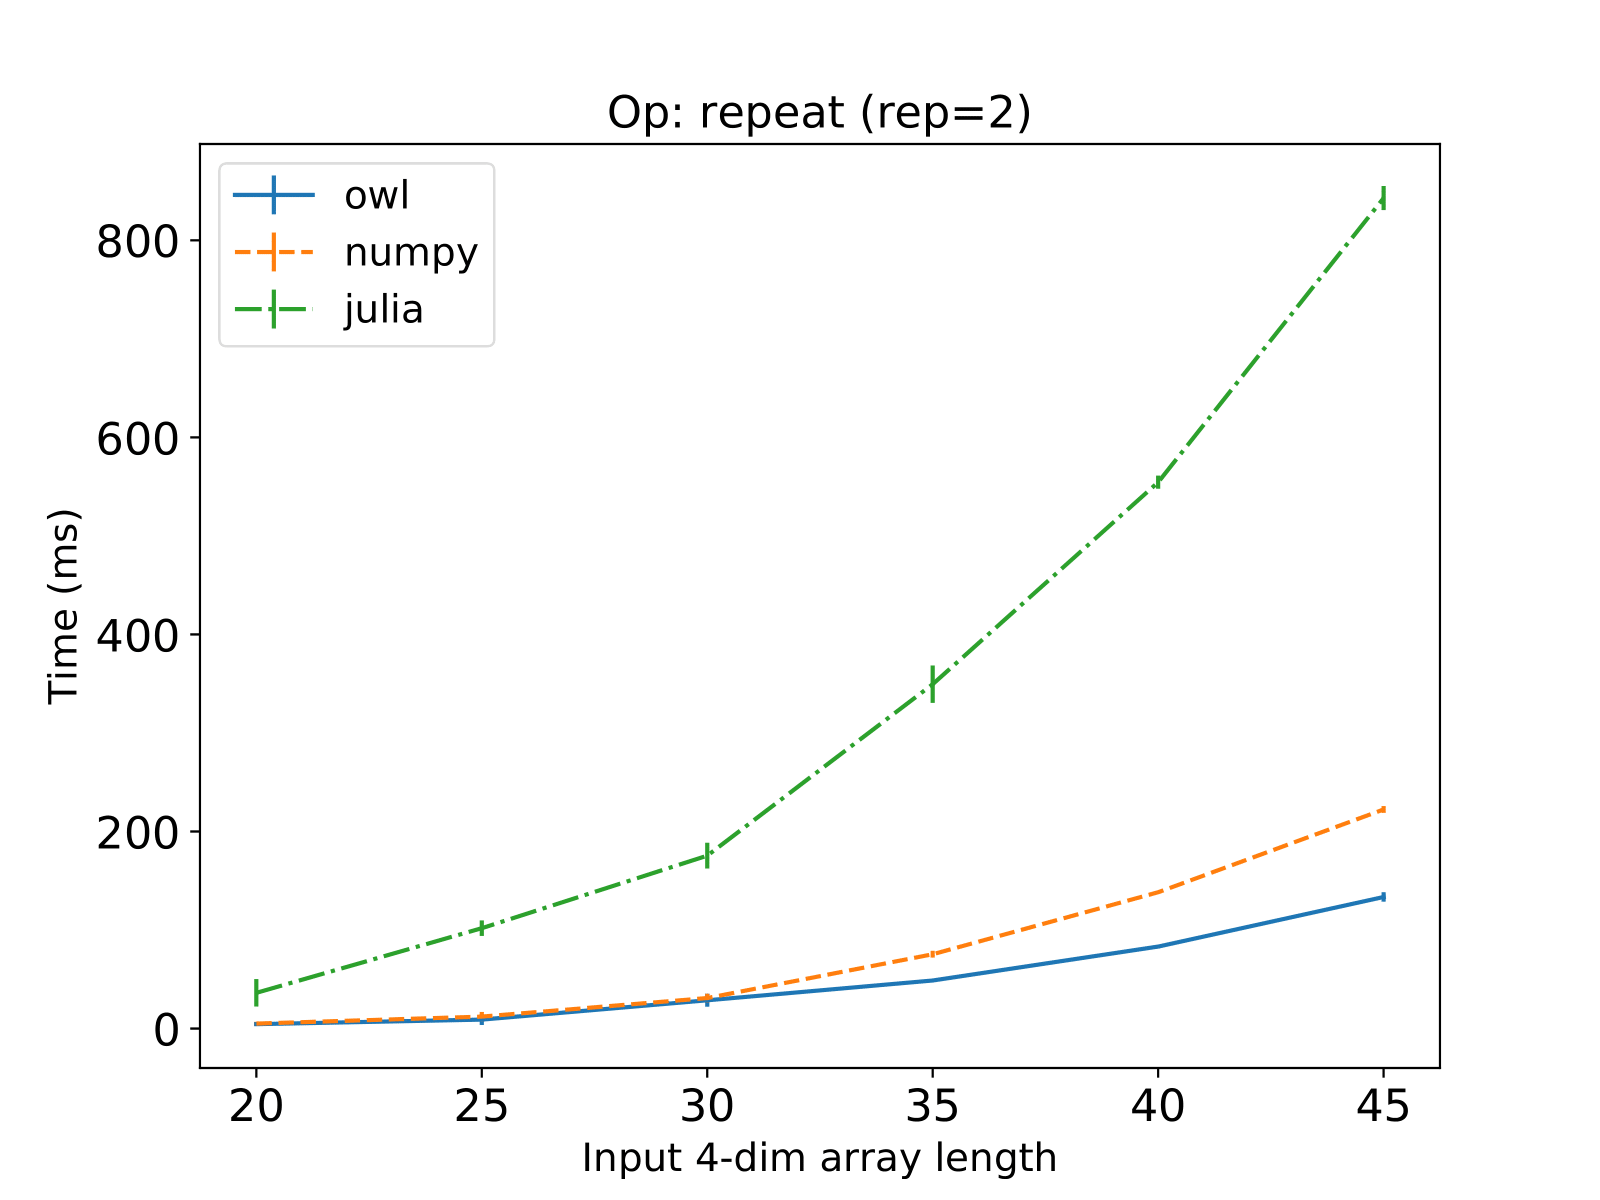 Op: repeat (rep=2)
owl
numpy
julia
800
600
400
200
0
Time (ms)
20 25 30 35 40 45
Input 4-dim array length